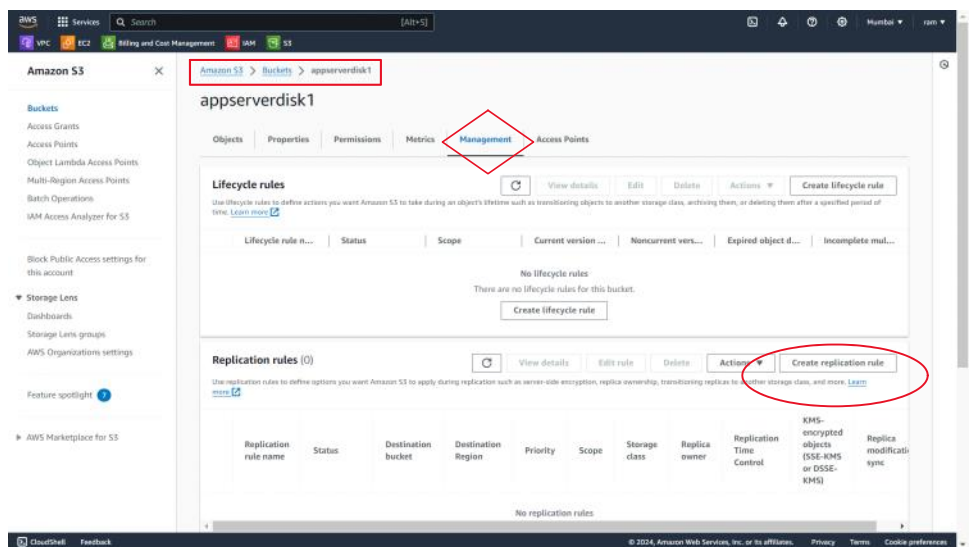 aws Services Search [Alt+S] Mumbai ▼ ram ▼
VPC EC2 Billing and Cost Management IAM S3
Amazon S3 ×
Buckets
Access Grants
Access Points
Object Lambda Access Points
Multi-Region Access Points
Batch Operations
IAM Access Analyzer for S3
Block Public Access settings for
this account
▼ Storage Lens
Dashboards
Storage Lens groups
AWS Organizations settings
Feature spotlight 7
▶ AWS Marketplace for S3
Amazon S3 > Buckets > appserverdisk1
appserverdisk1
Objects Properties Permissions Metrics Management Access Points
Lifecycle rules View details Edit Delete Actions ▼ Create lifecycle rule
Use lifecycle rules to define actions you want Amazon S3 to take during an object's lifetime such as transitioning objects to another storage class, archiving them, or deleting them after a specified period of
time. Learn more
Lifecycle rule n... Status Scope Current version ... Noncurrent vers... Expired object d... Incomplete mul...
No lifecycle rules
There are no lifecycle rules for this bucket.
Create lifecycle rule
Replication rules (0) View details Edit rule Delete Actions ▼ Create replication rule
Use replication rules to define options you want Amazon S3 to apply during replication such as server-side encryption, replica ownership, transitioning replicas to another storage class, and more. Learn
more
Replication rule name Status Destination bucket Destination Region Priority Scope Storage class Replica owner Replication Time Control KMS-encrypted objects (SSE-KMS or DSSE-KMS) Replica modificati sync
No replication rules
CloudShell Feedback © 2024, Amazon Web Services, Inc. or its affiliates. Privacy Terms Cookie preferences